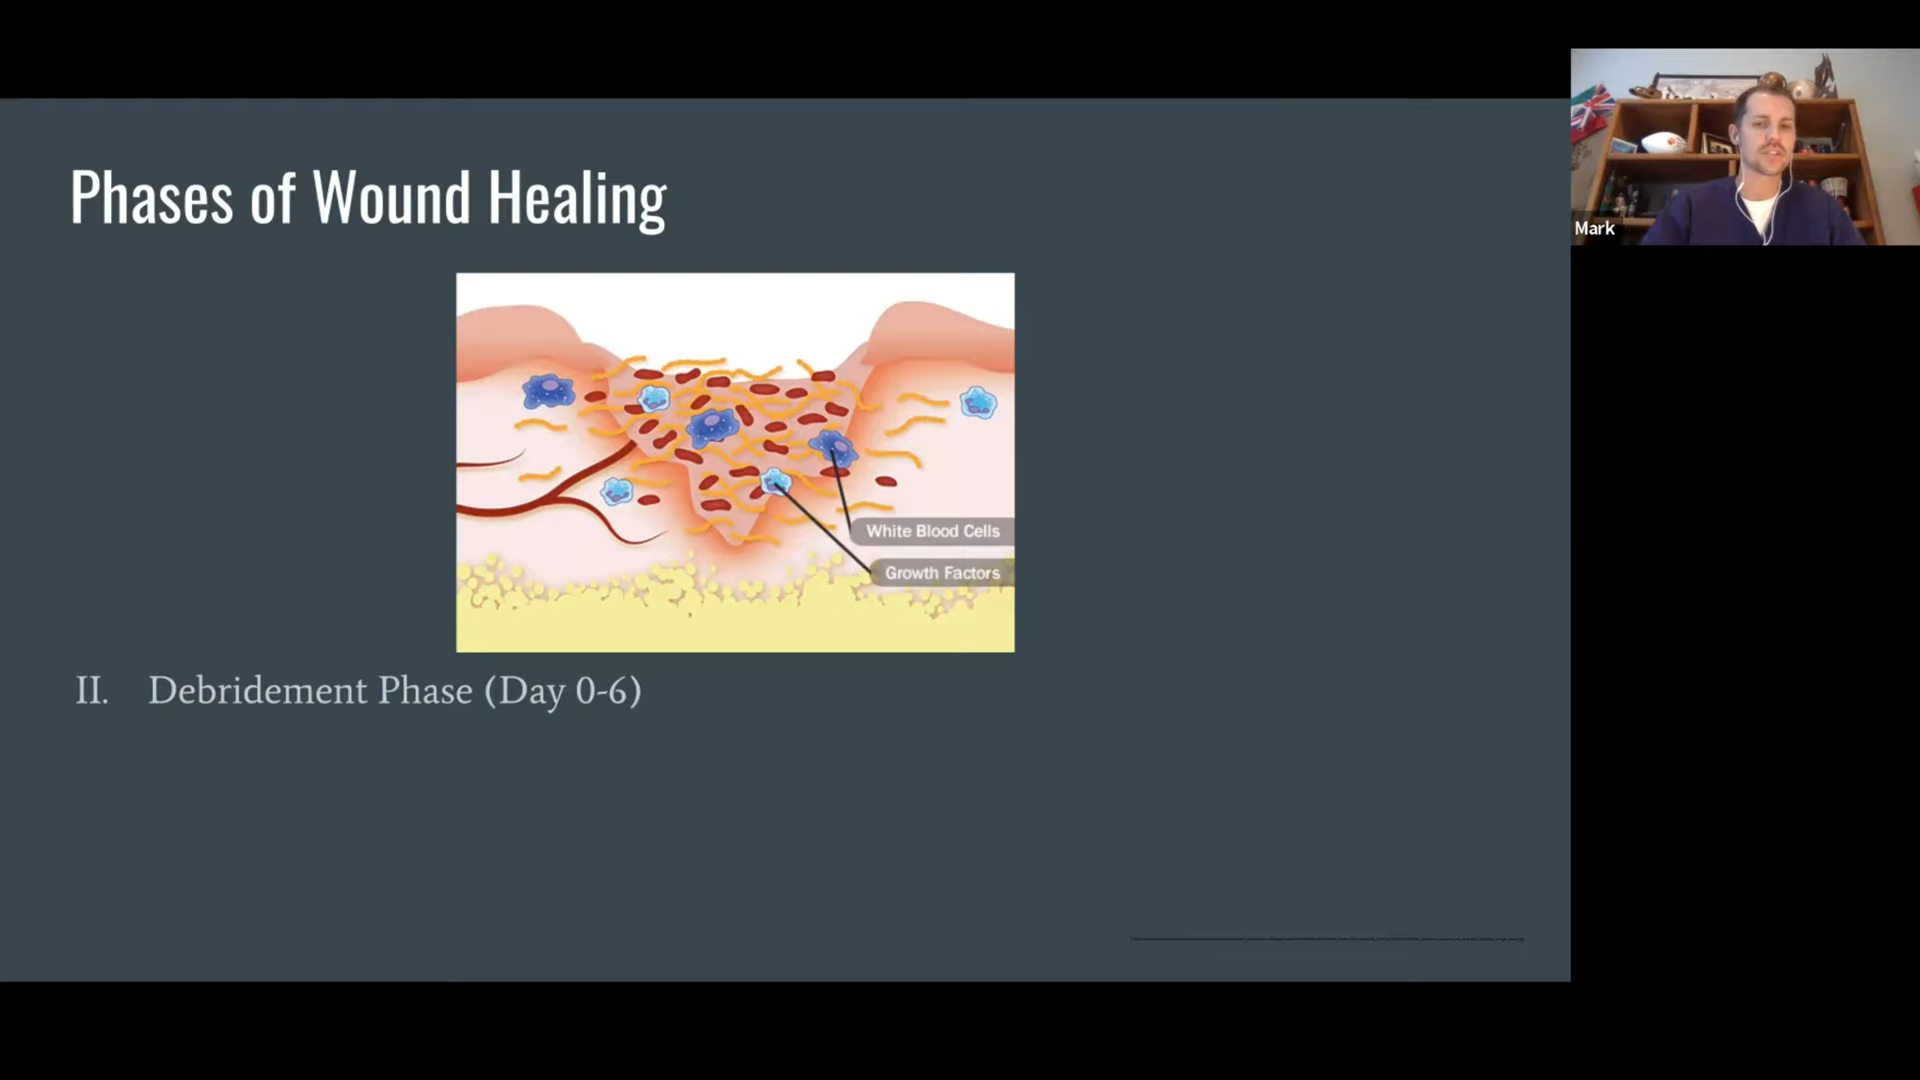 Phases of Wound Healing
Mark
White Blood Cells
Growth Factors
II. Debridement Phase (Day 0-6)